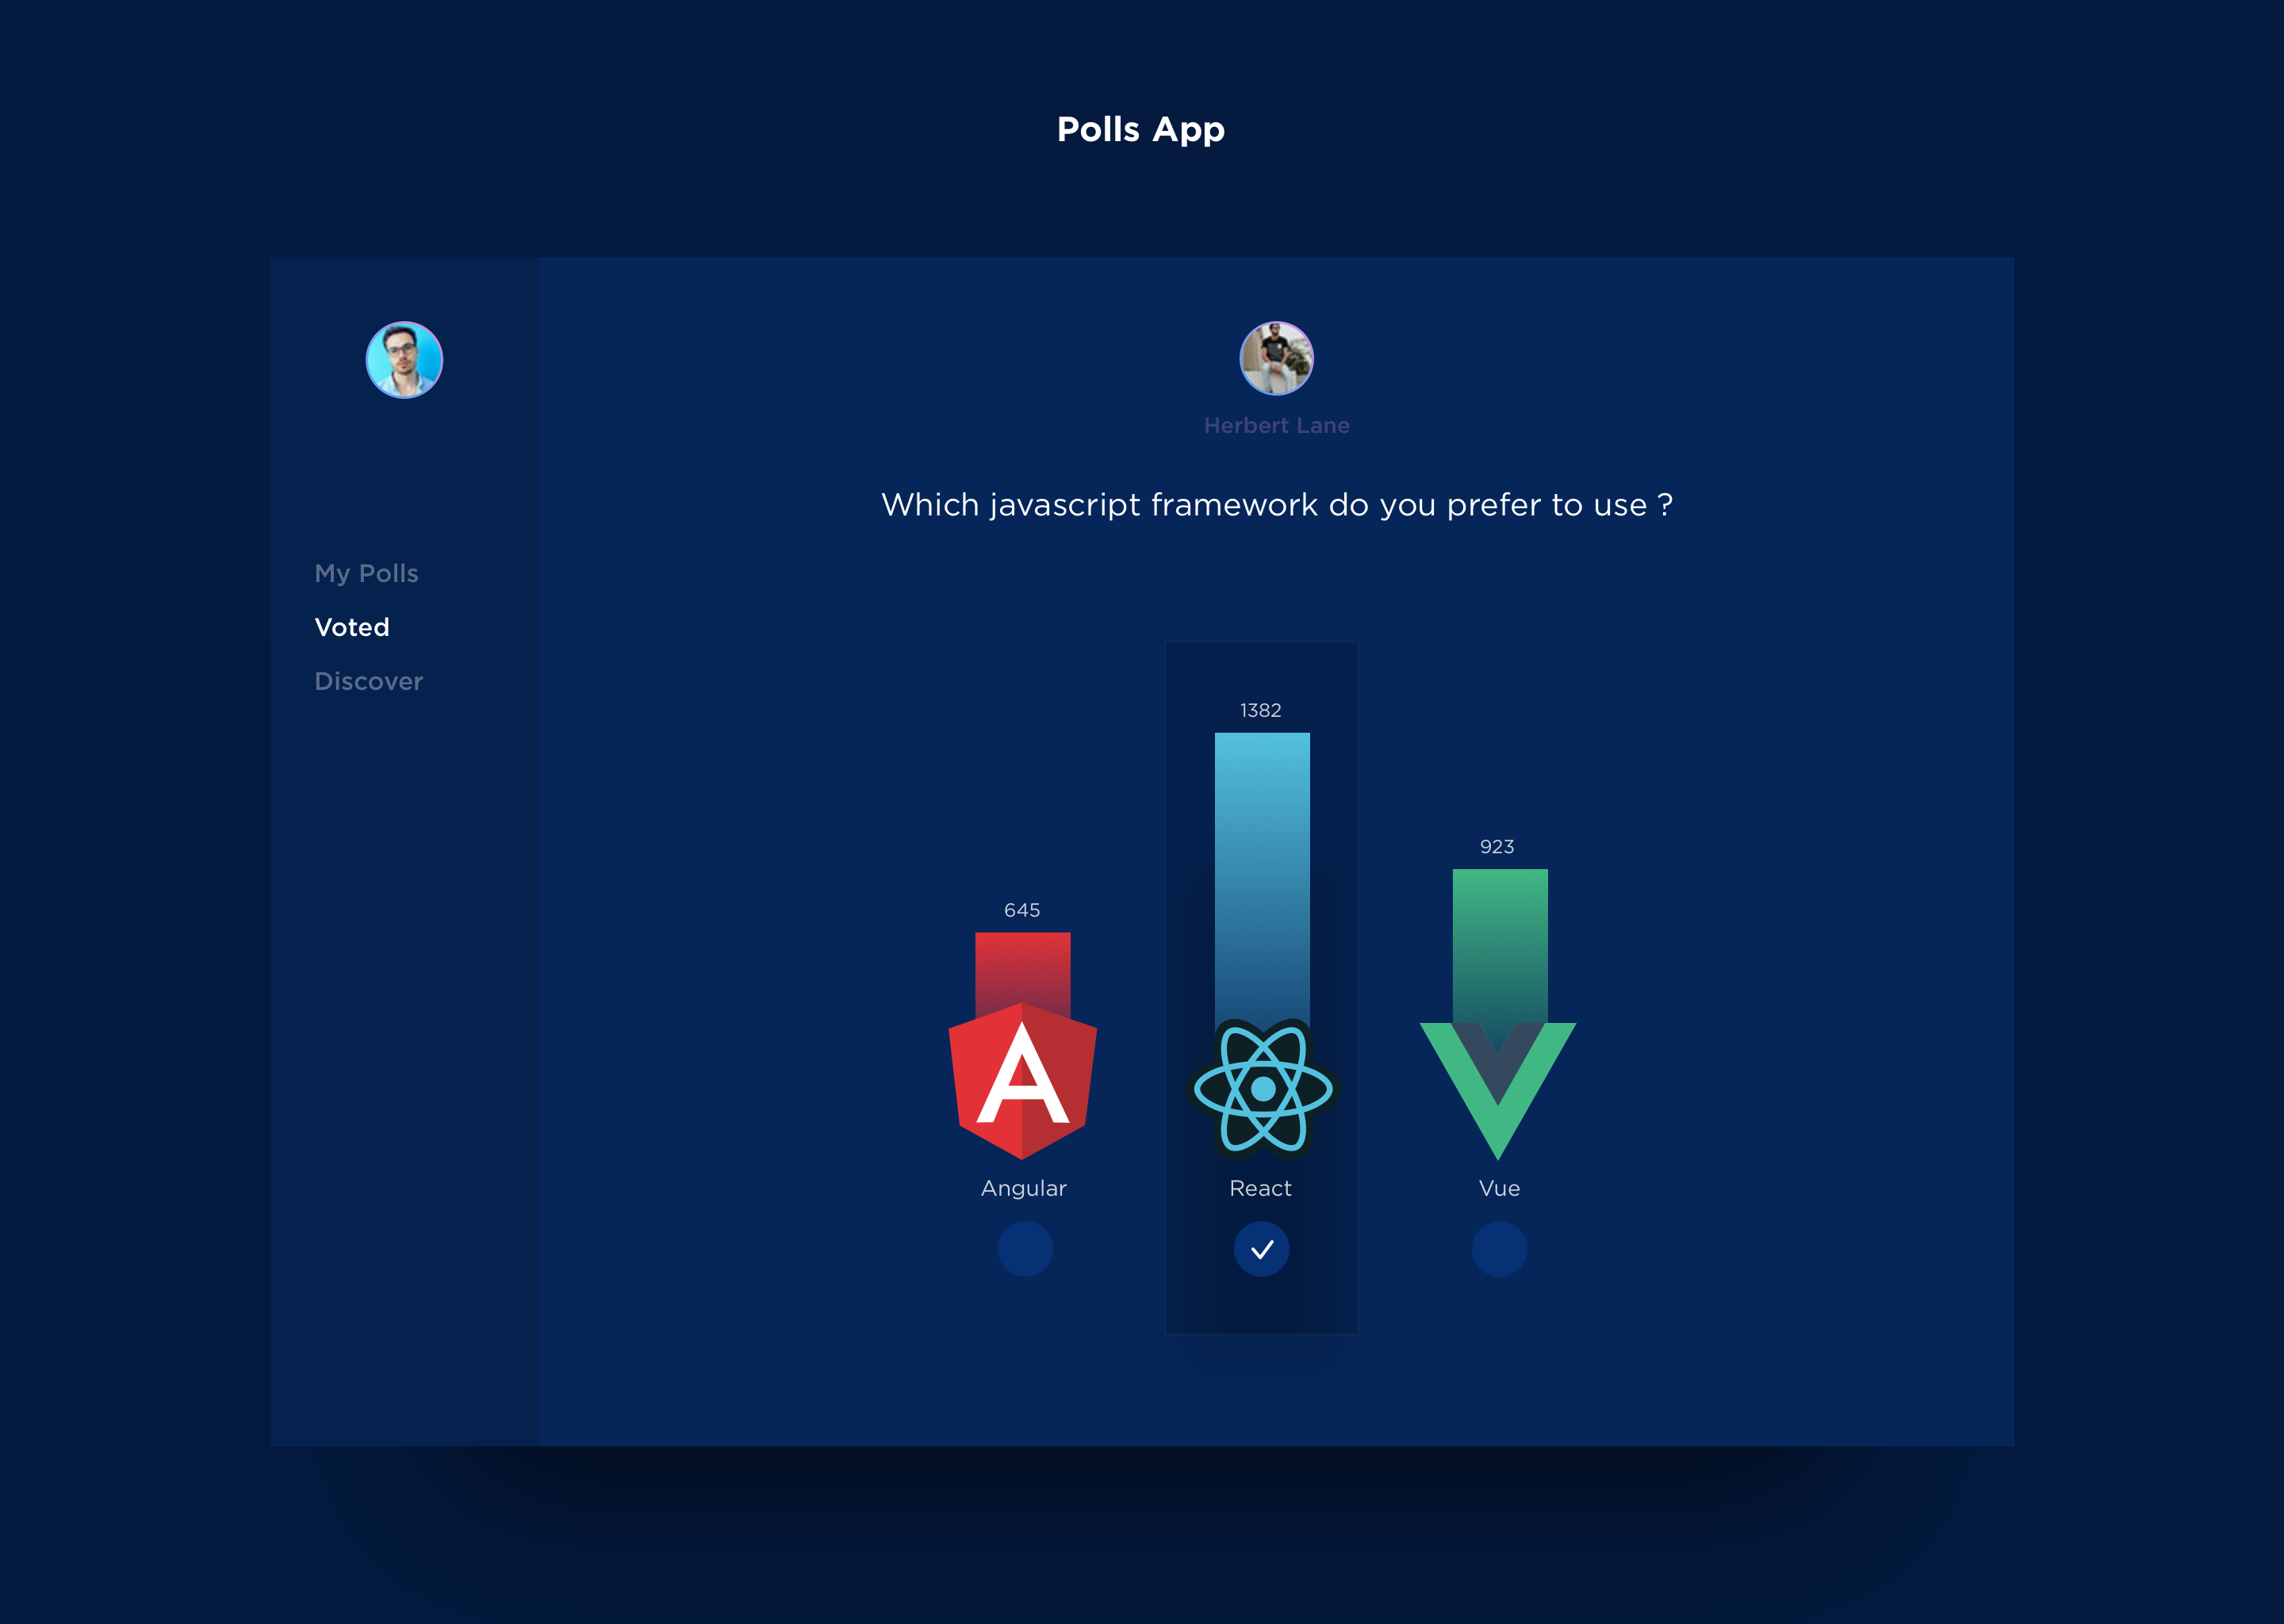 Polls App
Herbert Lane
Which javascript framework do you prefer to use ?
My Polls
Voted
Discover
1382
923
645
A
Angular
React
Vue